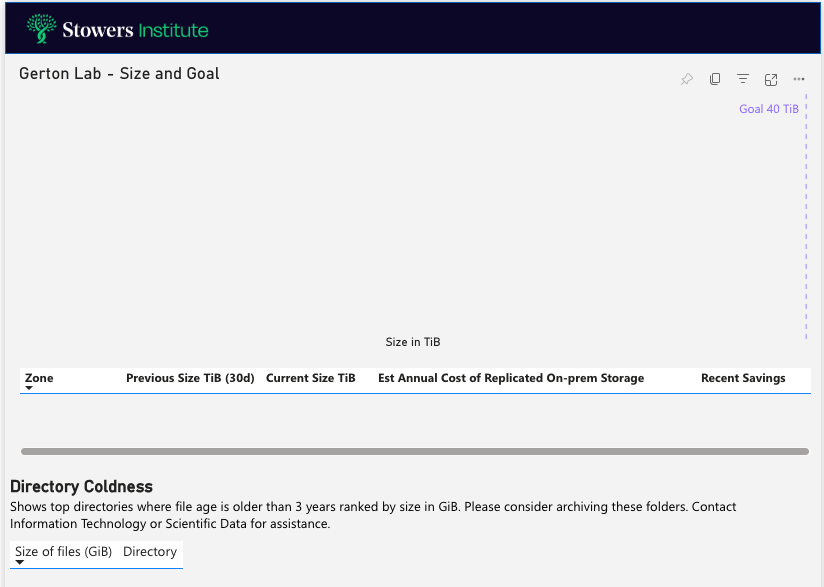 Stowers Institute
Gerton Lab - Size and Goal
Goal 40 TiB
Size in TiB
Zone Previous Size TiB (30d) Current Size TiB Est Annual Cost of Replicated On-prem Storage Recent Savings
Directory Coldness
Shows top directories where file age is older than 3 years ranked by size in GiB. Please consider archiving these folders. Contact
Information Technology or Scientific Data for assistance.
Size of files (GiB) Directory